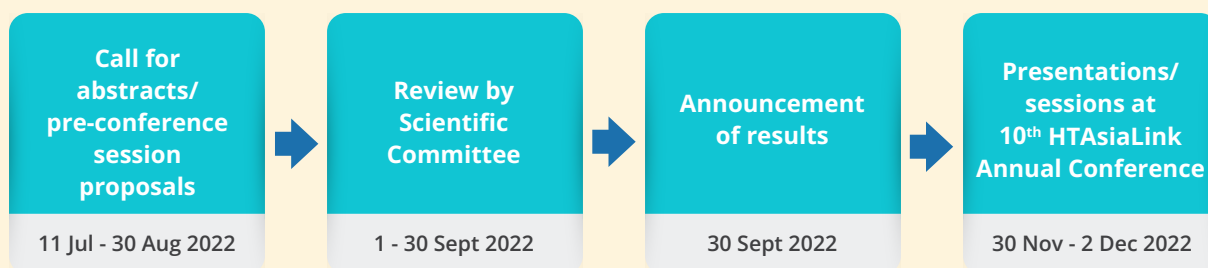 Call for
abstracts/
pre-conference
session
proposals
11 Jul - 30 Aug 2022
Review by
Scientific
Committee
1 - 30 Sept 2022
Announcement
of results
30 Sept 2022
Presentations/
sessions at
10th HTAsiaLink
Annual Conference
30 Nov - 2 Dec 2022